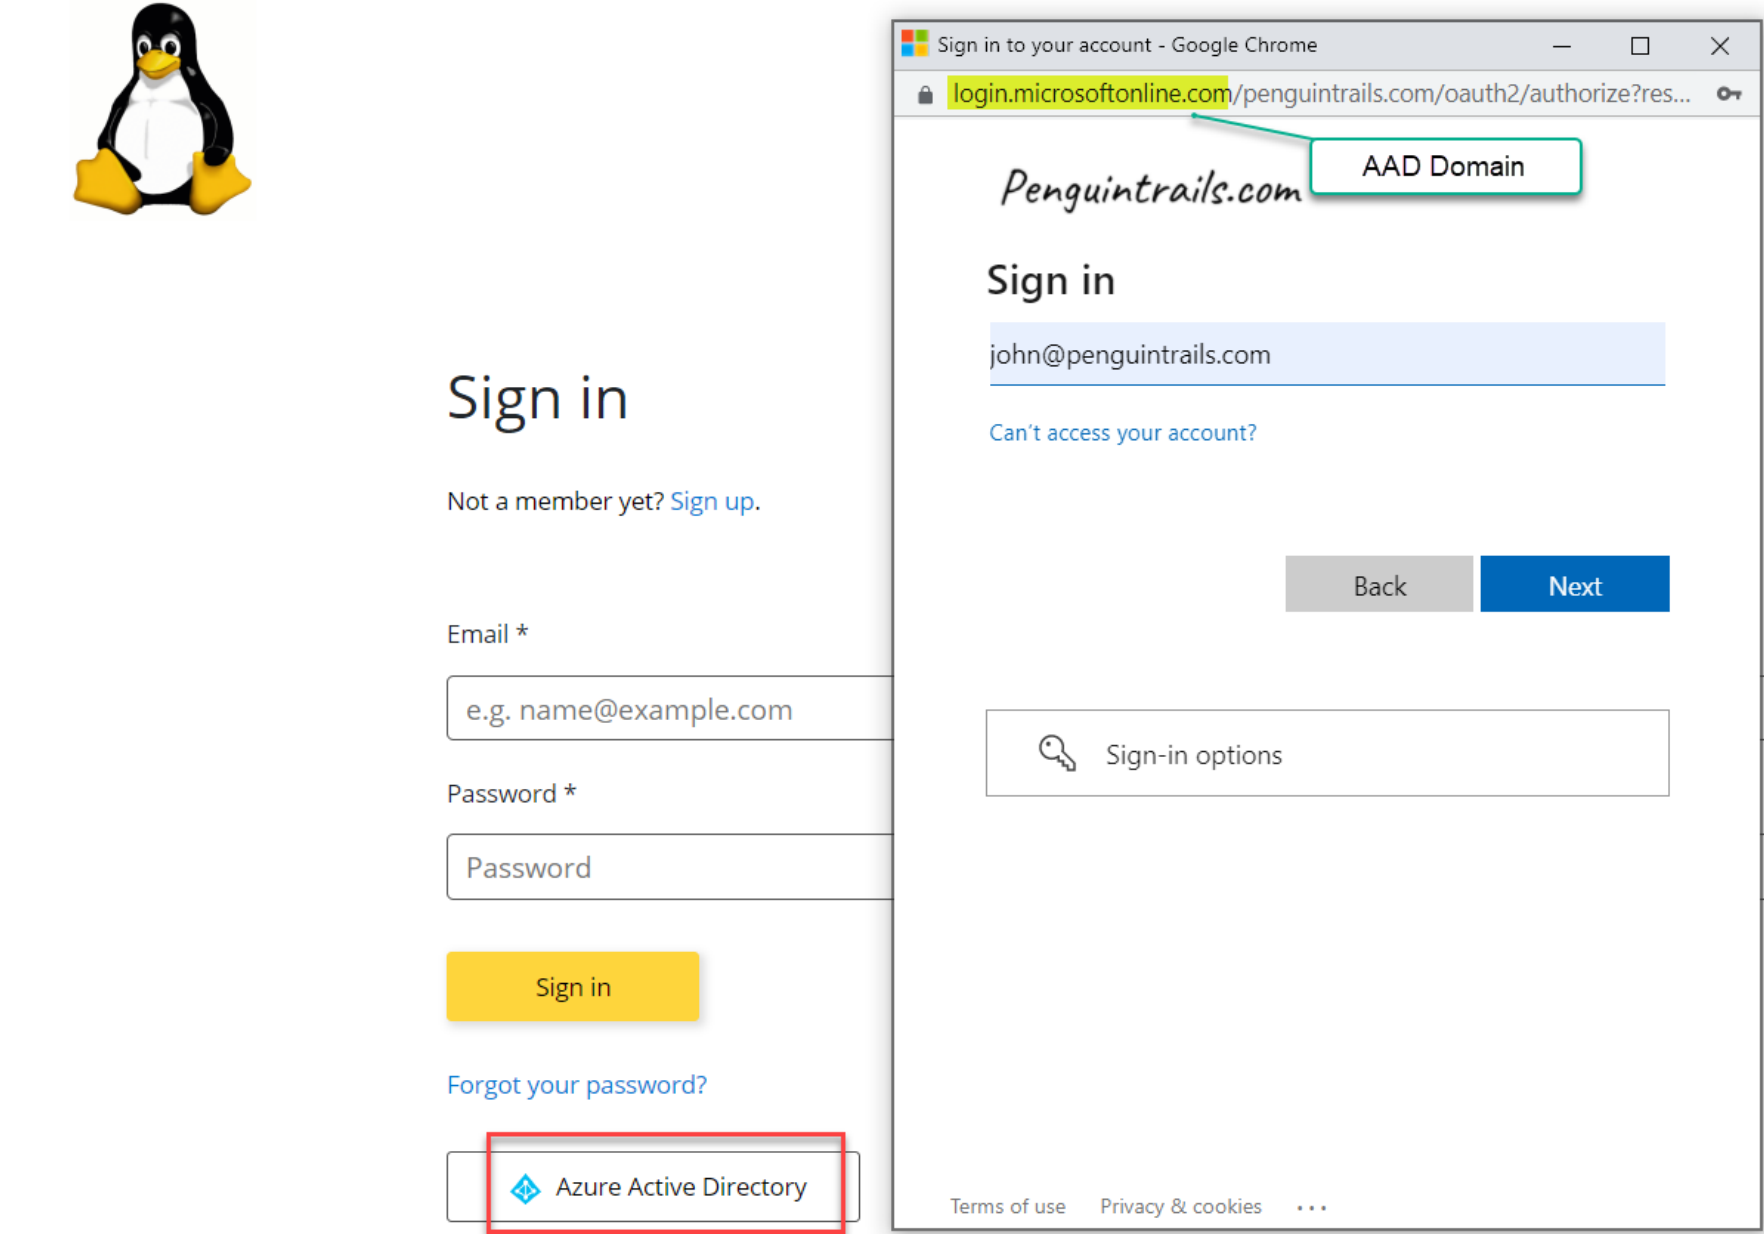 Sign in
Not a member yet? Sign up.
Email *
e.g. name@example.com
Password *
Password
Sign in
Forgot your password?
Azure Active Directory
Sign in to your account - Google Chrome
login.microsoftonline.com/penguintrails.com/oauth2/authorize?res...
AAD Domain
Penguintrails.com
Sign in
john@penguintrails.com
Can't access your account?
Back Next
Sign-in options
Terms of use Privacy & cookies ...